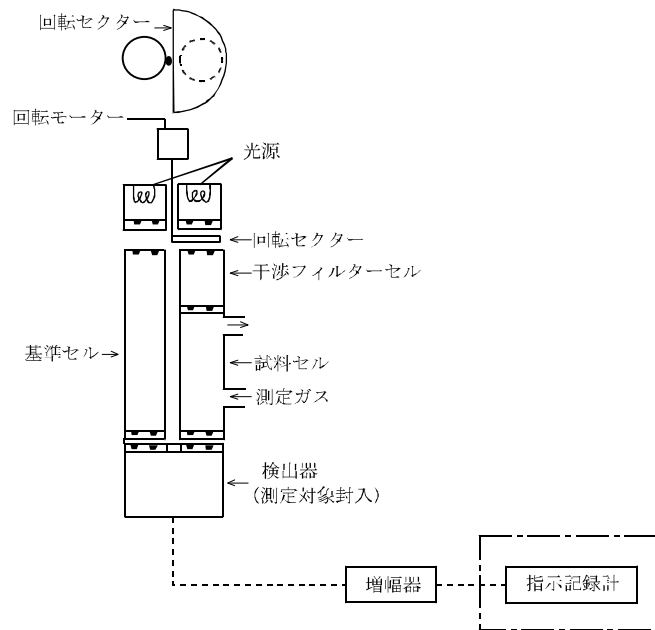 回転セクター
回転モーター
光源
回転セクター
干渉フィルターセル
基準セル
試料セル
測定ガス
検出器
（測定対象封入）
増幅器
指示記録計